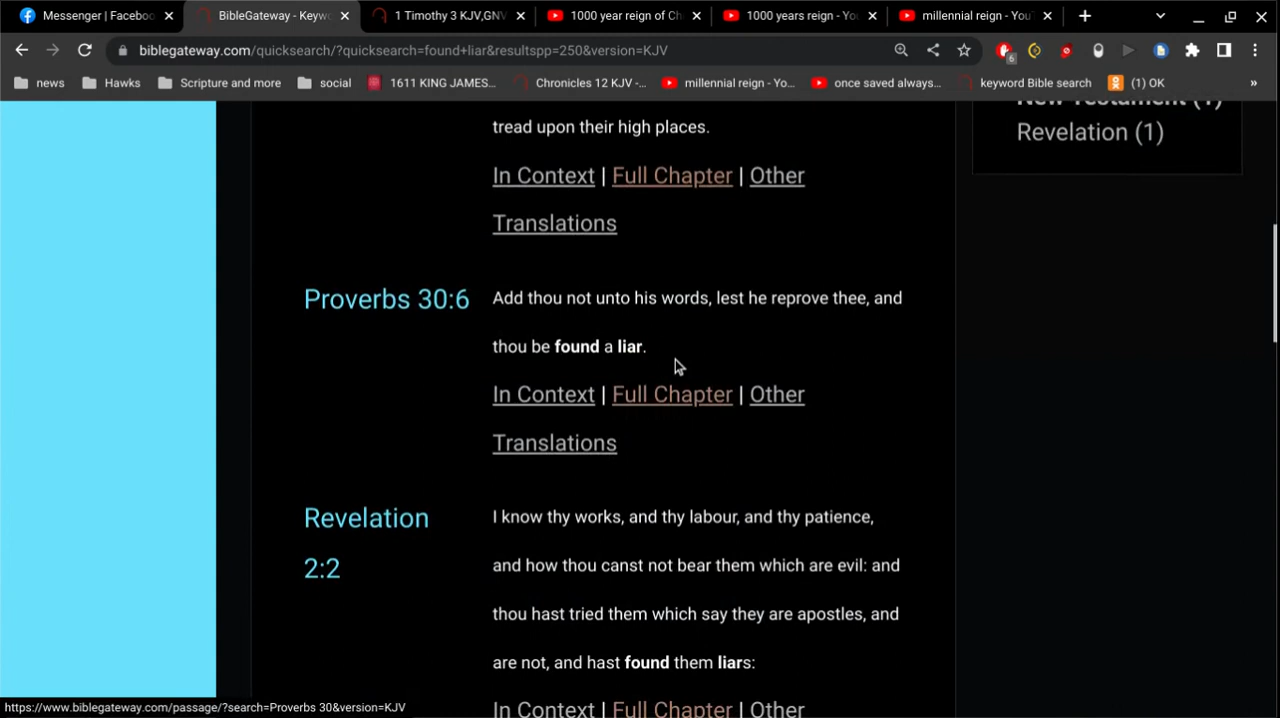 Messenger | Faceboo
BibleGateway - Keyw
1 Timothy 3 KJV,GNV
1000 year reign of C
1000 years reign - Yo
millennial reign - You
biblegateway.com/quicksearch/?quicksearch=found+liar&resultspp=250&version=KJV
6
news
Hawks
Scripture and more
social
1611 KING JAMES...
Chronicles 12 KJV -...
millennial reign - Yo...
once saved always...
keyword Bible search
(1) OK
»
tread upon their high places.
New Testament (1)
Revelation (1)
In Context | Full Chapter | Other
Translations
Proverbs 30:6
Add thou not unto his words, lest he reprove thee, and
thou be found a liar.
In Context | Full Chapter | Other
Translations
Revelation
2:2
I know thy works, and thy labour, and thy patience,
and how thou canst not bear them which are evil: and
thou hast tried them which say they are apostles, and
are not, and hast found them liars:
In Context | Full Chapter | Other
https://www.biblegateway.com/passage/?search=Proverbs 30&version=KJV